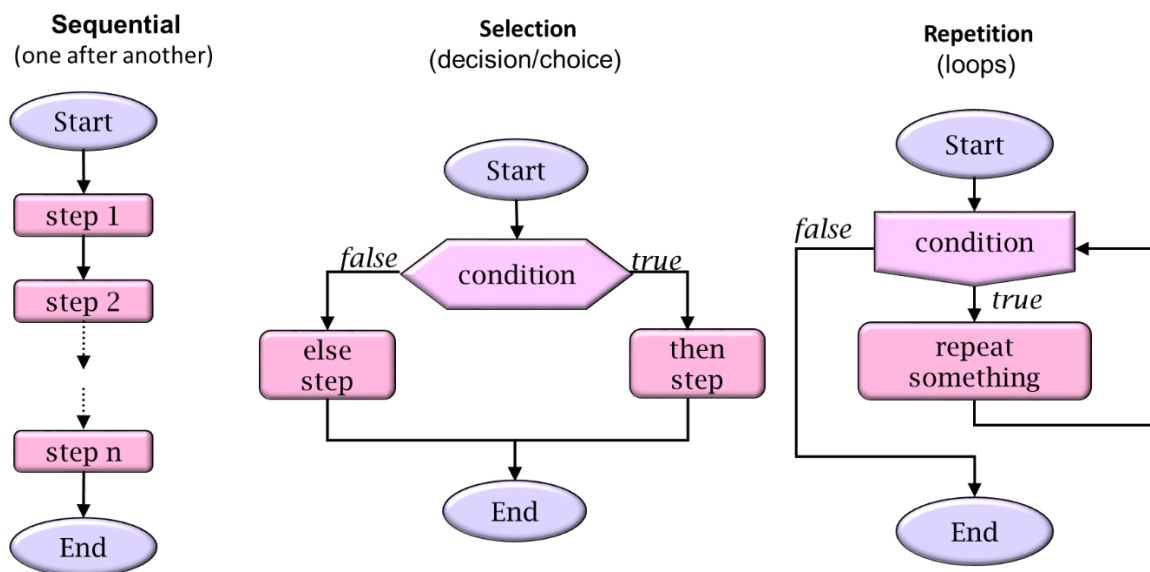 Sequential
(one after another)
Start
step 1
step 2
step n
End
Selection
(decision/choice)
Start
condition
false
true
else
step
then
step
End
Repetition
(loops)
Start
condition
false
true
repeat
something
End